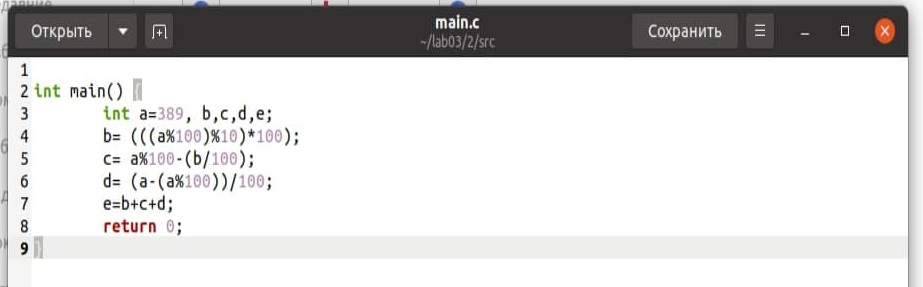 main.c
Открыть
Сохранить
~/lab03/2/src
1
2 int main() {
3 int a=389, b,c,d,e;
4 b= (((a%100)%10)*100);
5 c= a%100-(b/100);
6 d= (a-(a%100))/100;
7 e=b+c+d;
8 return 0;
9 }